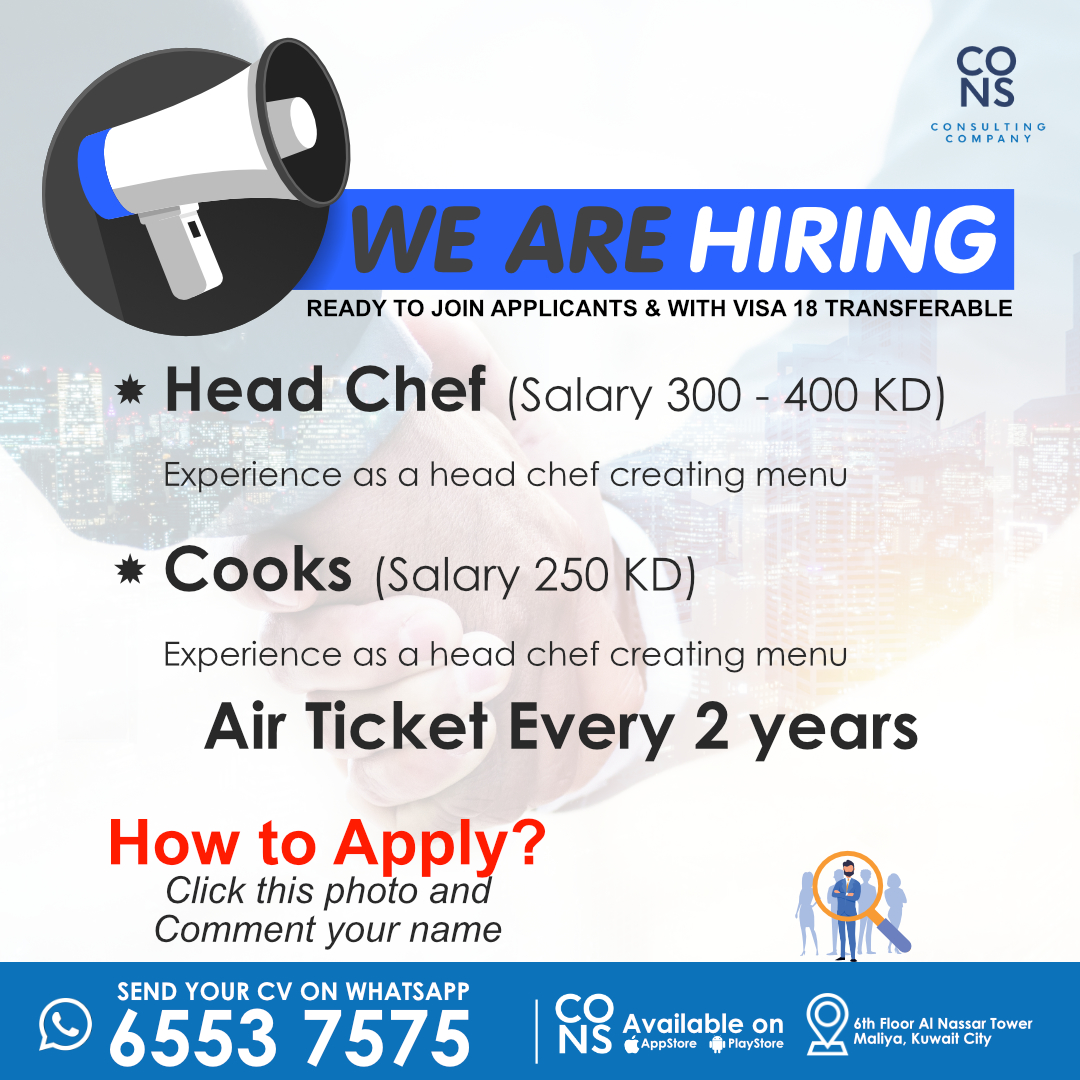 CO
NS
CONSULTING
COMPANY
WE ARE HIRING
READY TO JOIN APPLICANTS & WITH VISA 18 TRANSFERABLE
Head Chef (Salary 300 - 400 KD)
Experience as a head chef creating menu
Cooks (Salary 250 KD)
Experience as a head chef creating menu
Air Ticket Every 2 years
How to Apply?
Click this photo and
Comment your name
SEND YOUR CV ON WHATSAPP
6553 7575
CO
NS
Available on
AppStore PlayStore
6th Floor Al Nassar Tower
Maliya, Kuwait City